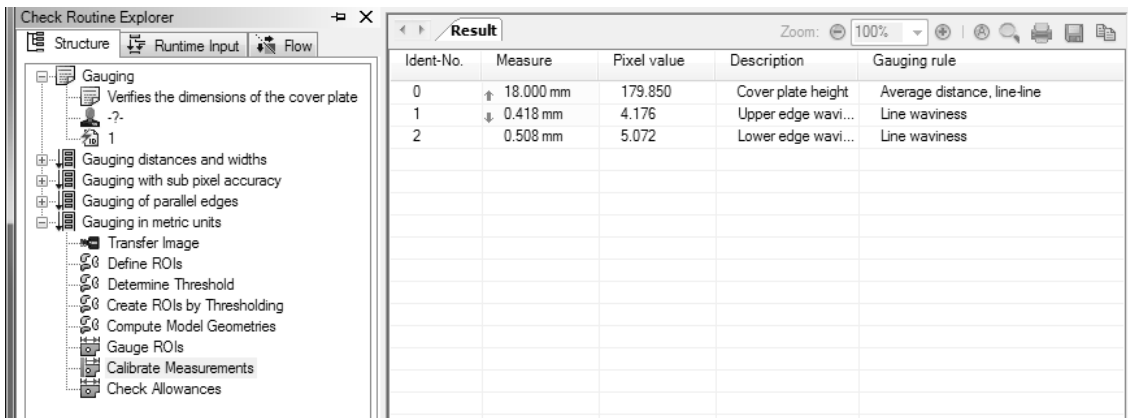 Check Routine Explorer
Structure Runtime Input Flow
Gauging
Verifies the dimensions of the cover plate
-?-
1
Gauging distances and widths
Gauging with sub pixel accuracy
Gauging of parallel edges
Gauging in metric units
Transfer Image
Define ROIs
Determine Threshold
Create ROIs by Thresholding
Compute Model Geometries
Gauge ROIs
Calibrate Measurements
Check Allowances
Result Zoom: 100%
Ident-No. Measure Pixel value Description Gauging rule
0 18.000 mm 179.850 Cover plate height Average distance, line-line
1 0.418 mm 4.176 Upper edge wavi... Line waviness
2 0.508 mm 5.072 Lower edge wavi... Line waviness